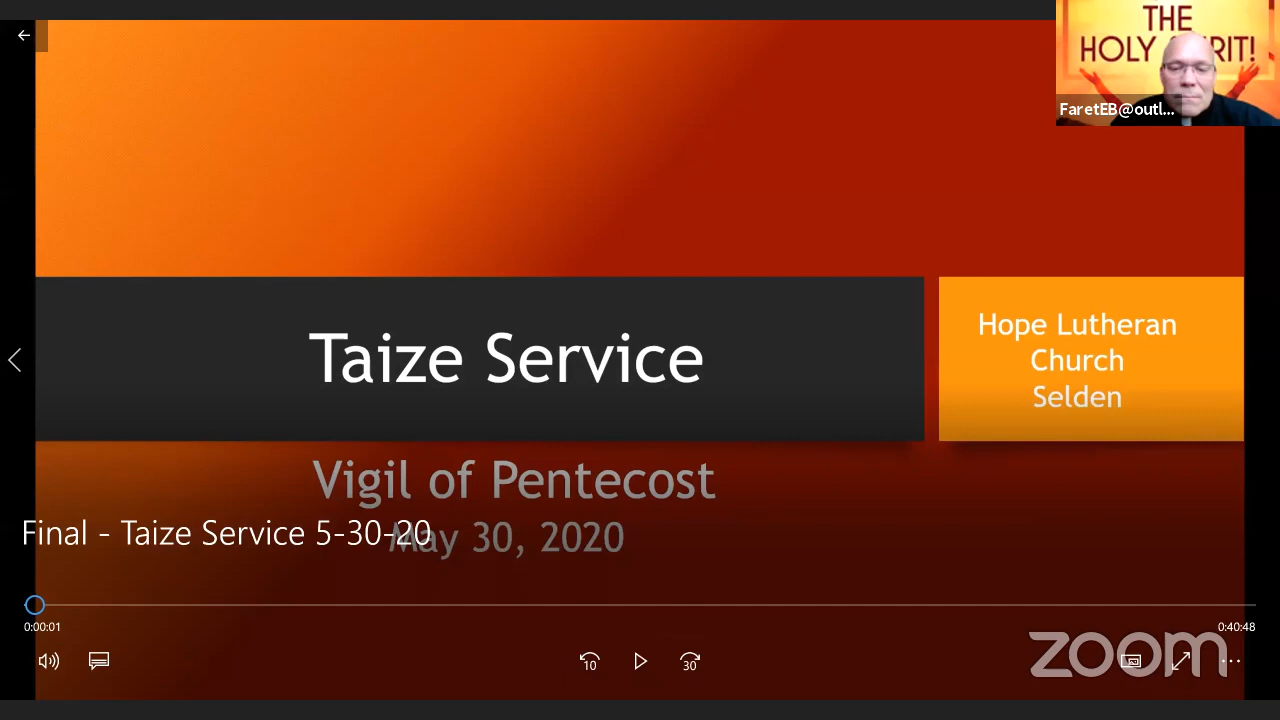 THE
HOLY RIT!
FaretEB@outl...
Taize Service
Hope Lutheran
Church
Selden
Vigil of Pentecost
May 30, 2020
Final - Taize Service 5-30-20
0:00:01
0:40:48
10
30
zoom